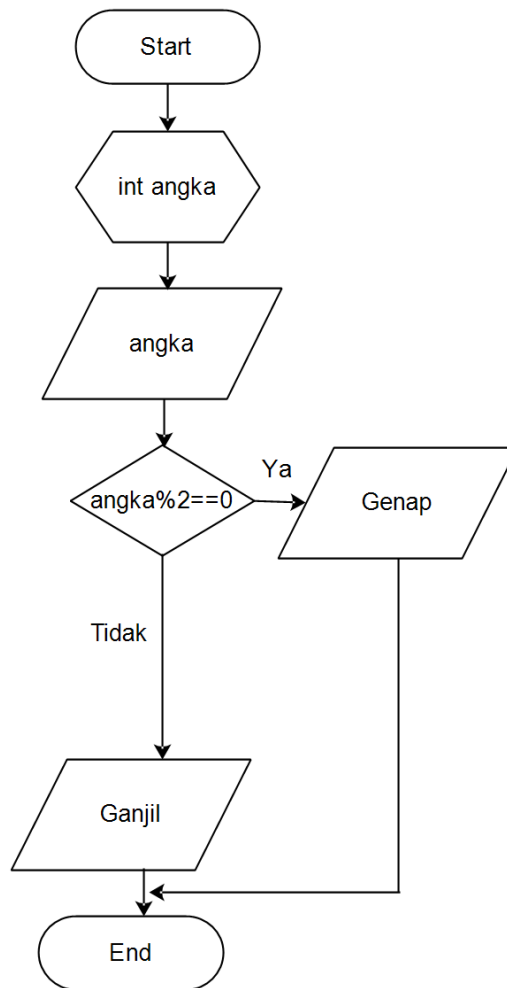 Start
int angka
angka
angka%2==0
Ya
Genap
Tidak
Ganjil
End